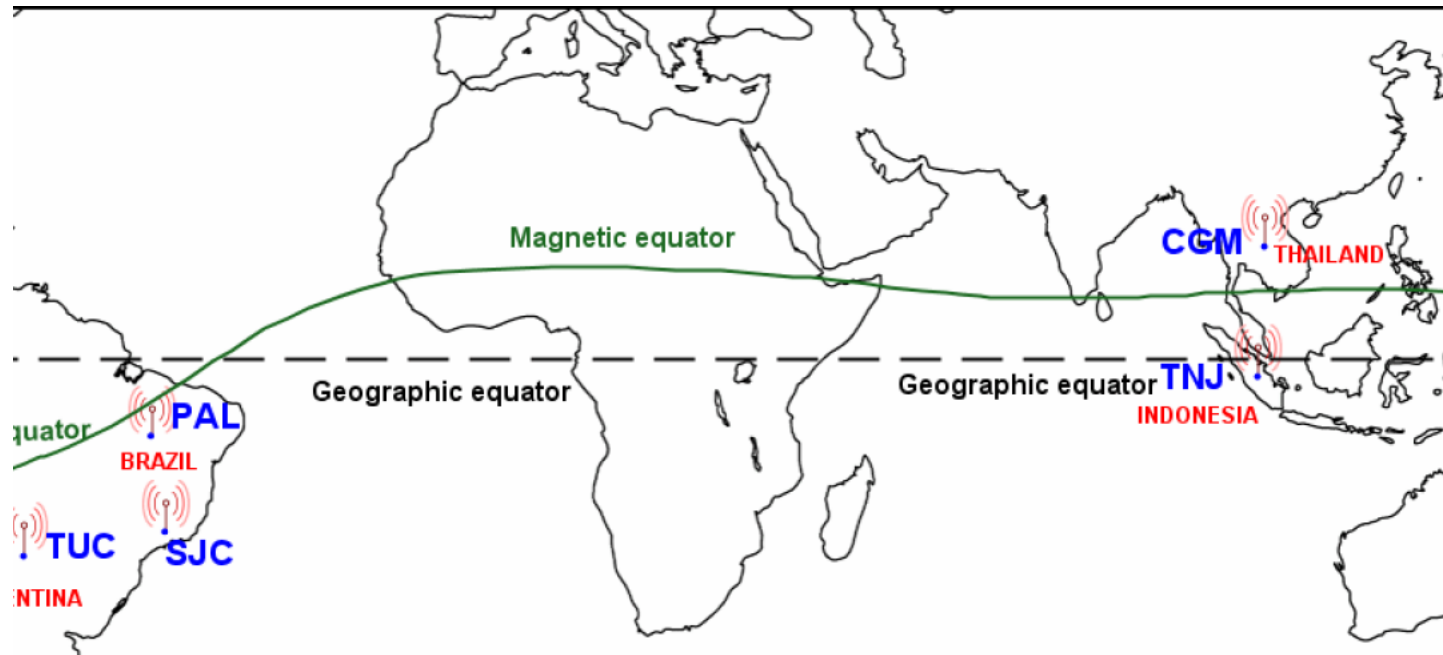 Magnetic equator
CGM
THAILAND
Geographic equator
Geographic equator
TNJ
INDONESIA
PAL
quator
BRAZIL
TUC
SJC
ENTINA